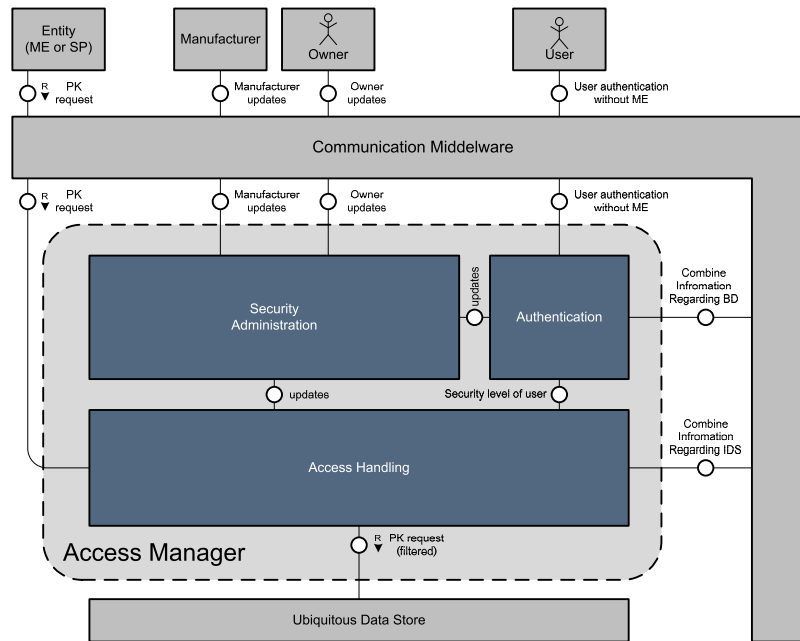 Entity
(ME or SP)
Manufacturer
Owner
User
R
PK
request
Manufacturer
updates
Owner
updates
User authentication
without ME
Communication Middelware
R
PK
request
Manufacturer
updates
Owner
updates
User authentication
without ME
Security
Administration
updates
Authentication
Combine
Infromation
Regarding BD
updates
Security level of user
Access Handling
Combine
Infromation
Regarding IDS
Access Manager
R
PK request
(filtered)
Ubiquitous Data Store